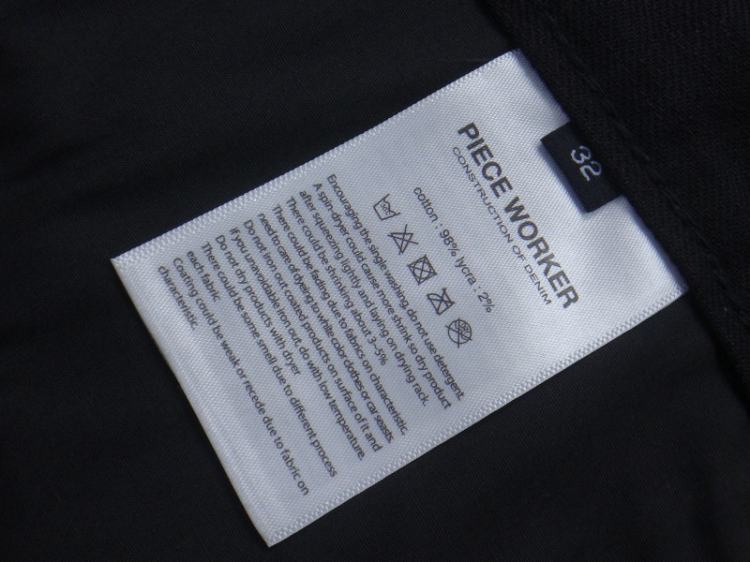 32
PIECE WORKER
CONSTRUCTION OF DENIM
cotton : 98% lycra : 2%
Encouraging the single washing, do not use detergent.
A spin-dryer could cause more shrink so dry product
after squeezing lightly and laying on drying rack.
There could be shrinking about 3~5%
There could be fading due to fabrics on characteristic.
need to care of dyeing to white color clothes or car seasts.
Do not iron out coated products on surface of it and
if you unavoidable iron out, do with low temperature.
Do not dry products with dryer
There could be some small due to different process
each fabric
Coating could be weak or recede due to fabric on
characteristic.